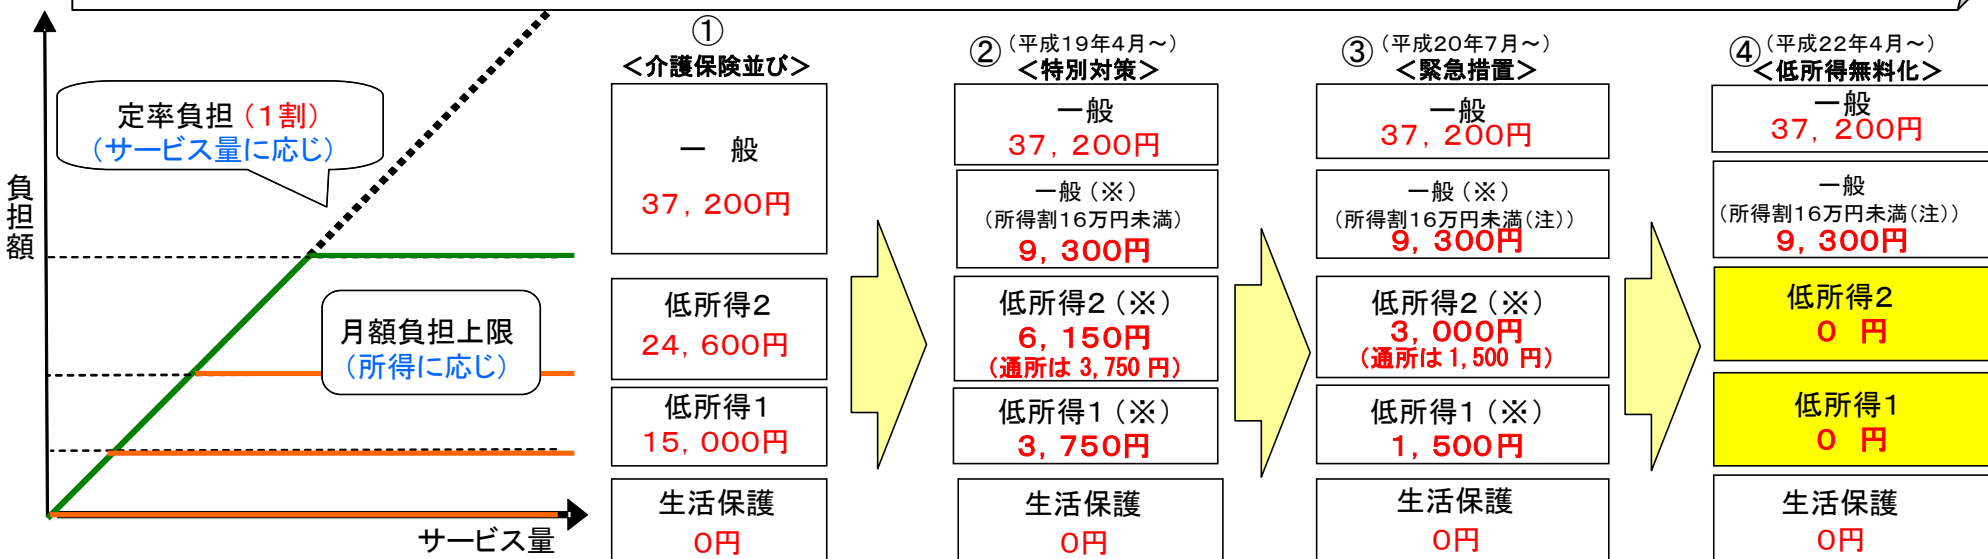 定率負担(1割)
(サービス量に応じ)
負担額
月額負担上限
(所得に応じ)
サービス量
①
<介護保険並び>
一 般
37,200円
低所得2
24,600円
低所得1
15,000円
生活保護
0円
② (平成19年4月~)
<特別対策>
一般
37,200円
一般(※)
(所得割16万円未満)
9,300円
低所得2(※)
6,150円
(通所は 3,750 円)
低所得1(※)
3,750円
生活保護
0円
③ (平成20年7月~)
<緊急措置>
一般
37,200円
一般(※)
(所得割16万円未満(注))
9,300円
低所得2(※)
3,000円
(通所は 1,500 円)
低所得1(※)
1,500円
生活保護
0円
④ (平成22年4月~)
<低所得無料化>
一般
37,200円
一般
(所得割16万円未満(注))
9,300円
低所得2
0 円
低所得1
0 円
生活保護
0円